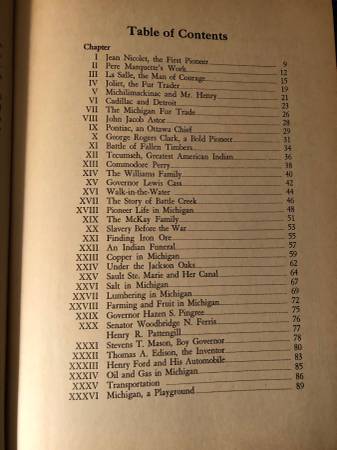 Table of Contents
Chapter
I Jean Nicolet, the First Pioneer 9
II Pere Marquette's Work 12
III La Salle, the Man of Courage 15
IV Joliet, the Fur Trader 19
V Michilimackinac and Mr. Henry 21
VI Cadillac and Detroit 23
VII The Michigan Fur Trade 26
VIII John Jacob Astor 28
IX Pontiac, an Ottawa Chief 29
X George Rogers Clark, a Bold Pioneer 31
XI Battle of Fallen Timbers 34
XII Tecumseh, Greatest American Indian 36
XIII Commodore Perry 38
XIV The Williams Family 40
XV Governor Lewis Cass 42
XVI Walk-in-the-Water 44
XVII The Story of Battle Creek 46
XVIII Pioneer Life in Michigan 48
XIX The McKay Family 51
XX Slavery Before the War 53
XXI Finding Iron Ore 55
XXII An Indian Funeral 57
XXIII Copper in Michigan 59
XXIV Under the Jackson Oaks 62
XXV Sault Ste. Marie and Her Canal 64
XXVI Salt in Michigan 67
XXVII Lumbering in Michigan 69
XXVIII Farming and Fruit in Michigan 72
XXIX Governor Hazen S. Pingree 75
XXX Senator Woodbridge N. Ferris 76
Henry R. Pattengill 77
XXXI Stevens T. Mason, Boy Governor 78
XXXII Thomas A. Edison, the Inventor 80
XXXIII Henry Ford and His Automobile 83
XXXIV Oil and Gas in Michigan 85
XXXV Transportation 86
XXXVI Michigan, a Playground 89